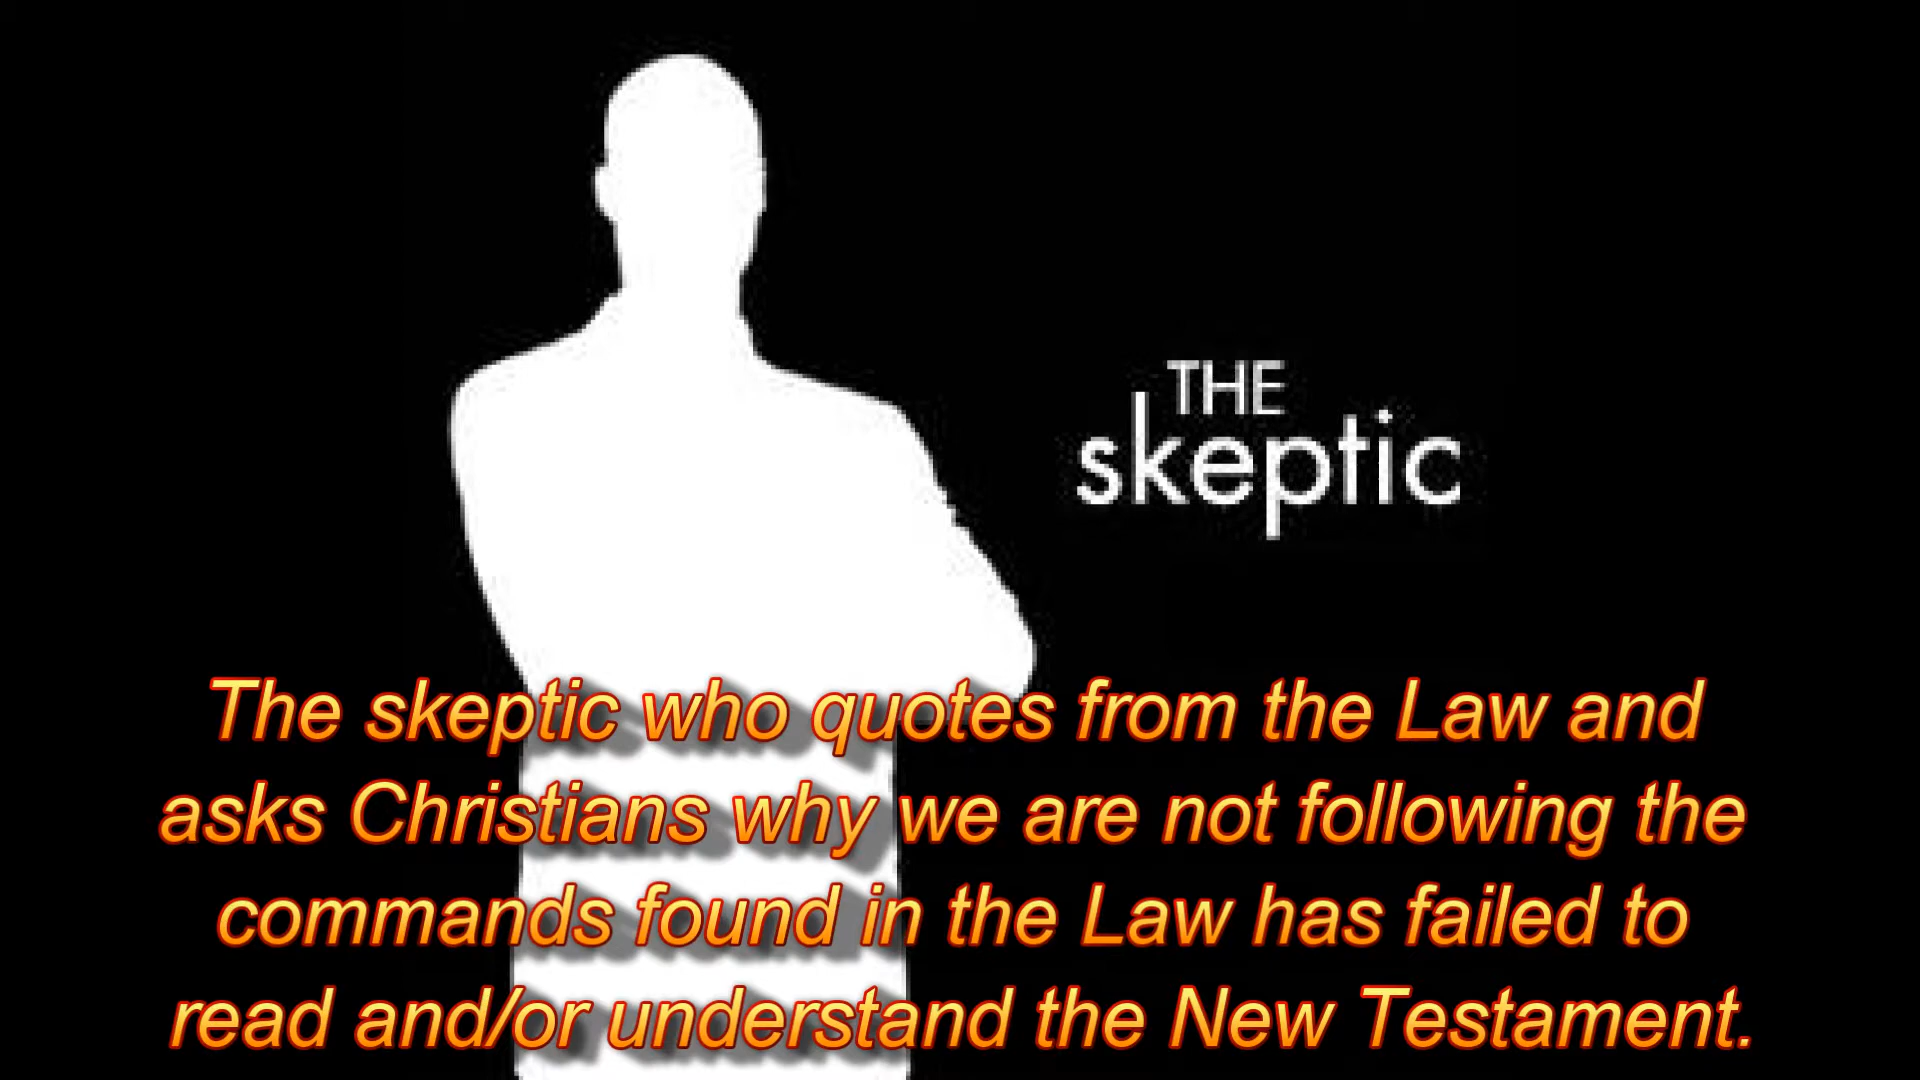 THE
skeptic
The skeptic who quotes from the Law and
asks Christians why we are not following the
commands found in the Law has failed to
read and/or understand the New Testament.